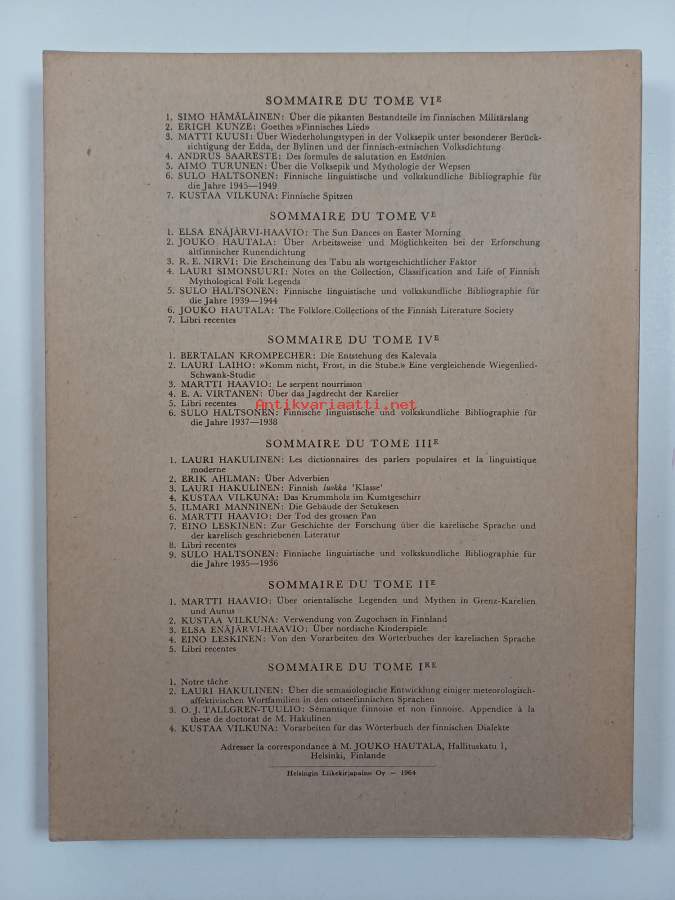 SOMMAIRE DU TOME VIE
1. SIMO HÄMÄLÄINEN: Über die pikanten Bestandteile im finnischen Militärslang
2. ERICH KUNZE: Goethes »Finnisches Lied»
3. MATTI KUUSI: Über Wiederholungstypen in der Volksepik unter besonderer Berück-
sichtigung der Edda, der Bylinen und der finnisch-estnischen Volksdichtung
4. ANDRUS SAARESTE: Des formules de salutation en Estonien
5. AIMO TURUNEN: Über die Volksepik und Mythologie der Wepsen
6. SULO HALTSONEN: Finnische linguistische und volkskundliche Bibliographie für
die Jahre 1945—1949
7. KUSTAA VILKUNA: Finnische Spitzen
SOMMAIRE DU TOME VE
1. ELSA ENÄJÄRVI-HAAVIO: The Sun Dances on Easter Morning
2. JOUKO HAUTALA: Über Arbeitsweise und Möglichkeiten bei der Erforschung
altfinnischer Runendichtung
3. R. E. NIRVI: Die Erscheinung des Tabu als wortgeschichtlicher Faktor
4. LAURI SIMONSUURI: Notes on the Collection, Classification and Life of Finnish
Mythological Folk Legends
5. SULO HALTSONEN: Finnische linguistische und volkskundliche Bibliographie für
die Jahre 1939—1944
6. JOUKO HAUTALA: The Folklore Collections of the Finnish Literature Society
7. Libri recentes
SOMMAIRE DU TOME IVE
1. BERTALAN KROMPECHER: Die Entstehung des Kalevala
2. LAURI LAIHO: »Komm nicht, Frost, in die Stube.» Eine vergleichende Wiegenlied-
Schwank-Studie
3. MARTTI HAAVIO: Le serpent nourrisson
4. E. A. VIRTANEN: Über das Jagdrecht der Karelier
5. Libri recentes
Antikvariaatti.net
6. SULO HALTSONEN: Finnische linguistische und volkskundliche Bibliographie für
die Jahre 1937—1938
SOMMAIRE DU TOME IIIE
1. LAURI HAKULINEN: Les dictionnaires des parlers populaires et la linguistique
moderne
2. ERIK AHLMAN: Über Adverbien
3. LAURI HAKULINEN: Finnish luokka 'Klasse'
4. KUSTAA VILKUNA: Das Krummholz im Kumtgeschirr
5. ILMARI MANNINEN: Die Gebäude der Setukesen
6. MARTTI HAAVIO: Der Tod des grossen Pan
7. EINO LESKINEN: Zur Geschichte der Forschung über die karelische Sprache und
der karelisch geschriebenen Literatur
8. Libri recentes
9. SULO HALTSONEN: Finnische linguistische und volkskundliche Bibliographie für
die Jahre 1935—1936
SOMMAIRE DU TOME IIE
1. MARTTI HAAVIO: Über orientalische Legenden und Mythen in Grenz-Karelien
und Aunus
2. KUSTAA VILKUNA: Verwendung von Zugochsen in Finnland
3. ELSA ENÄJÄRVI-HAAVIO: Über nordische Kinderspiele
4. EINO LESKINEN: Von den Vorarbeiten des Wörterbuches der karelischen Sprache
5. Libri recentes
SOMMAIRE DU TOME IRE
1. Notre tâche
2. LAURI HAKULINEN: Über die semasiologische Entwicklung einiger meteorologisch-
affektivischen Wortfamilien in den ostseefinnischen Sprachen
3. O. J. TALLGREN-TUULIO: Sémantique finnoise et non finnoise. Appendice à la
thèse de doctorat de M. Hakulinen
4. KUSTAA VILKUNA: Vorarbeiten für das Wörterbuch der finnischen Dialekte
Adresser la correspondance à M. JOUKO HAUTALA, Hallituskatu 1,
Helsinki, Finlande
Helsingin Liikekirjapaino Oy — 1964